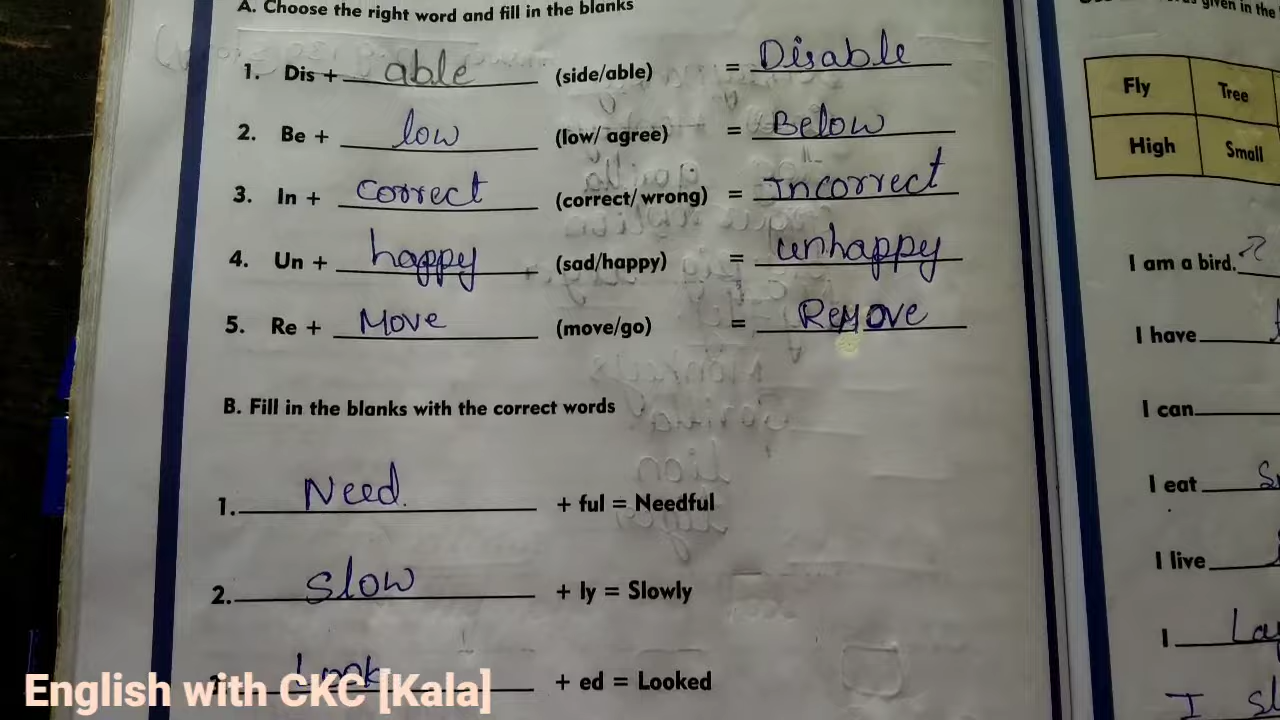 A. Choose the right word and fill in the blanks
1. Dis + able (side/able) = Disable
2. Be + low (low/ agree) = Below
3. In + correct (correct/wrong) = Incorrect
4. Un + happy (sad/happy) = unhappy
5. Re + Move (move/go) = Remove
B. Fill in the blanks with the correct words
1. Need. + ful = Needful
2. Slow + ly = Slowly
Look + ed = Looked
given in the
Fly Tree
High Small
I am a bird.
I have
I can
I eat
I live
I
I
English with CKC [Kala]